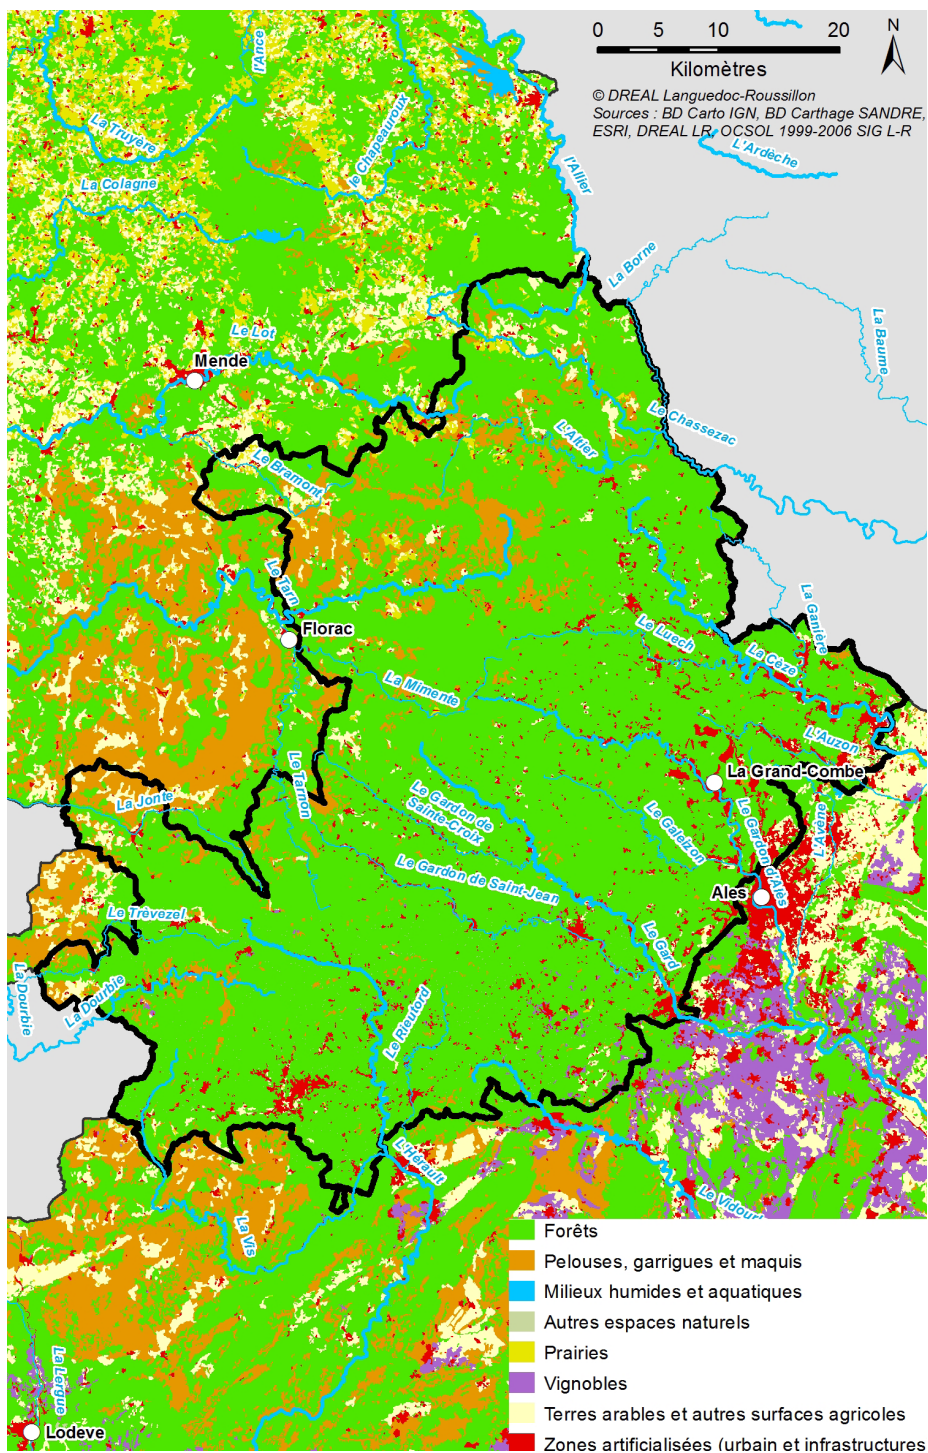 0 5 10 20
N
Kilomètres
© DREAL Languedoc-Roussillon
Sources : BD Carto IGN, BD Carthage SANDRE,
ESRI, DREAL LR, OCSOL 1999-2006 SIG L-R
l'Ance
La Truyère
le Chapeauroux
L'Ardèche
La Colagne
l'Allier
La Borne
La Baume
Le Lot
Mende
Le Chassezac
L'Altier
Le Bramont
Le Tarn
Florac
La Ganière
Le Luech
La Cèze
La Mimente
L'Auzon
La Grand-Combe
Le Tarnon
La Jonte
Le Gardon de
Sainte-Croix
Le Galeizon
Le Gardon d'Ales
L'Avène
Le Gardon de Saint-Jean
Ales
Le Trévezel
Le Gard
La Dourbie
La Dourbie
Le Rieutord
L'Hérault
Le Vidourl
La Vis
Forêts
Pelouses, garrigues et maquis
Milieux humides et aquatiques
Autres espaces naturels
Prairies
Vignobles
La Lergue
Terres arables et autres surfaces agricoles
Lodeve
Zones artificialisées (urbain et infrastructures